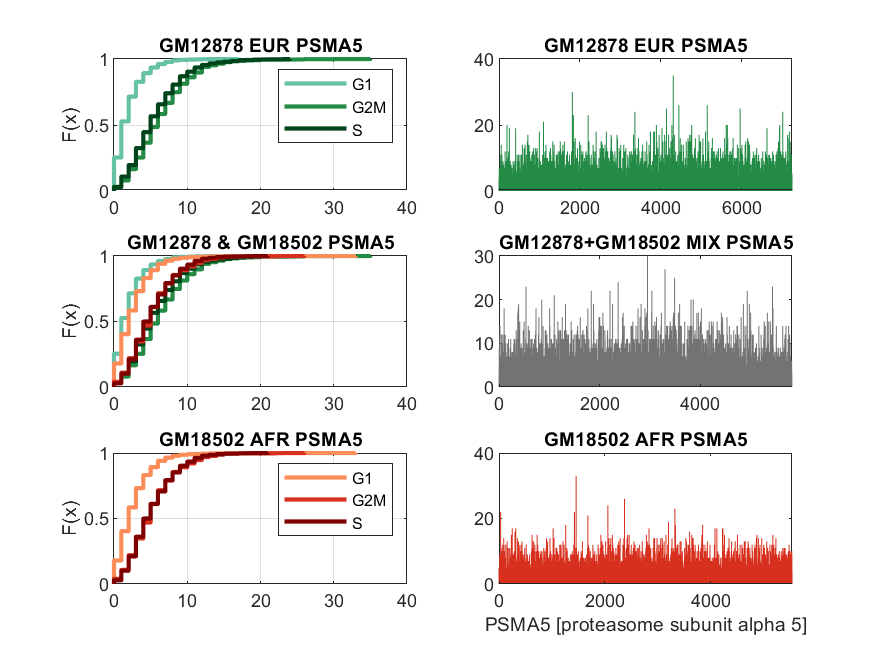 GM12878 EUR PSMA5
F(x)
1
0.5
0
0 10 20 30 40
G1
G2M
S
GM12878 EUR PSMA5
40
20
0
0 2000 4000 6000
GM12878 & GM18502 PSMA5
F(x)
1
0.5
0
0 10 20 30 40
GM12878+GM18502 MIX PSMA5
30
20
10
0
0 2000 4000
GM18502 AFR PSMA5
F(x)
1
0.5
0
0 10 20 30 40
G1
G2M
S
GM18502 AFR PSMA5
40
20
0
0 2000 4000
PSMA5 [proteasome subunit alpha 5]